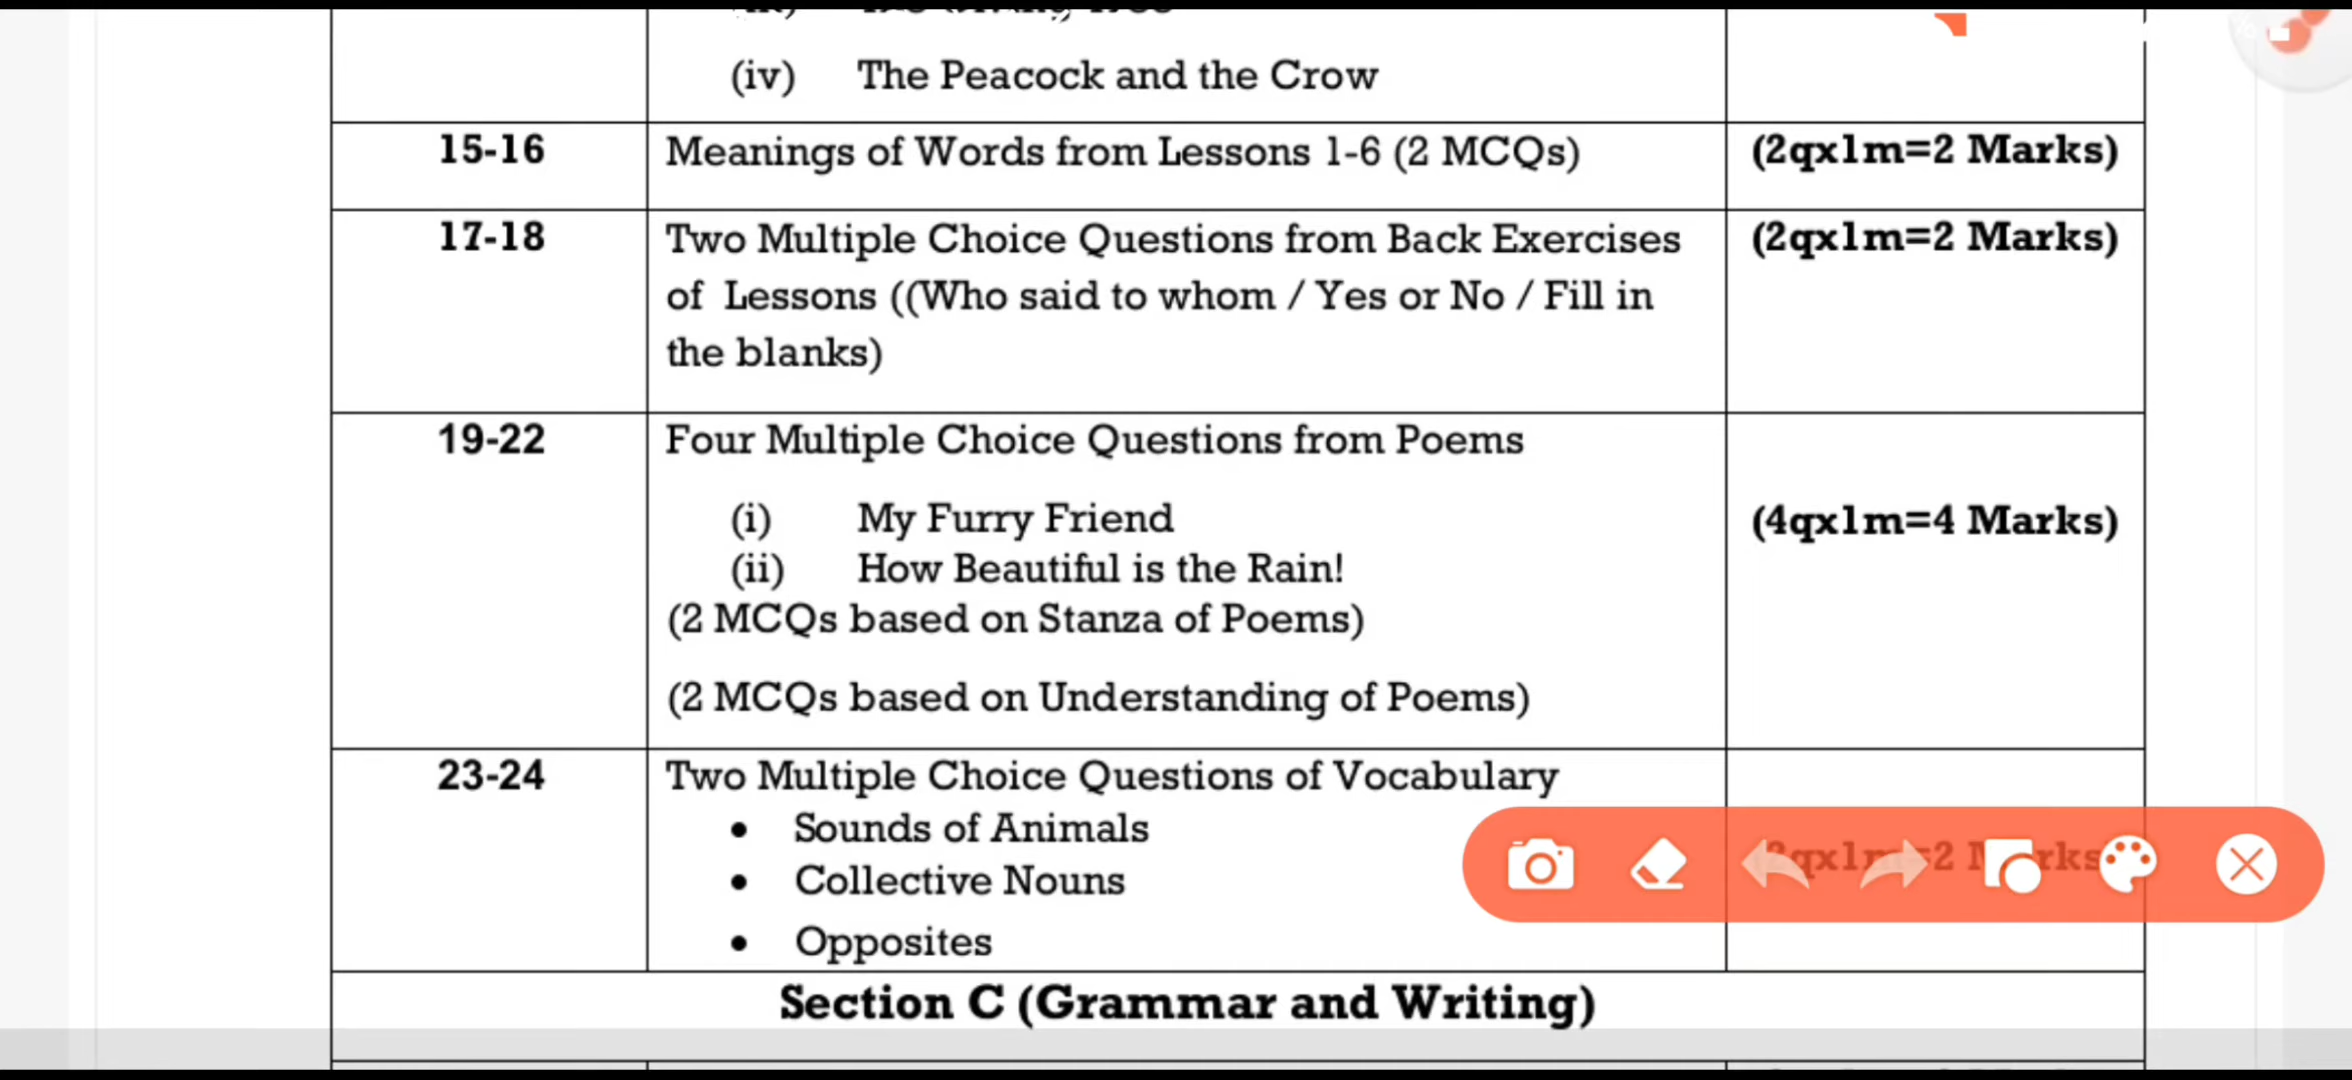 (iv) The Peacock and the Crow
15-16 Meanings of Words from Lessons 1-6 (2 MCQs) (2qx1m=2 Marks)
17-18 Two Multiple Choice Questions from Back Exercises (2qx1m=2 Marks)
of Lessons ((Who said to whom / Yes or No / Fill in
the blanks)
19-22 Four Multiple Choice Questions from Poems
(i) My Furry Friend (4qx1m=4 Marks)
(ii) How Beautiful is the Rain!
(2 MCQs based on Stanza of Poems)
(2 MCQs based on Understanding of Poems)
23-24 Two Multiple Choice Questions of Vocabulary
• Sounds of Animals
• Collective Nouns
• Opposites
Section C (Grammar and Writing)